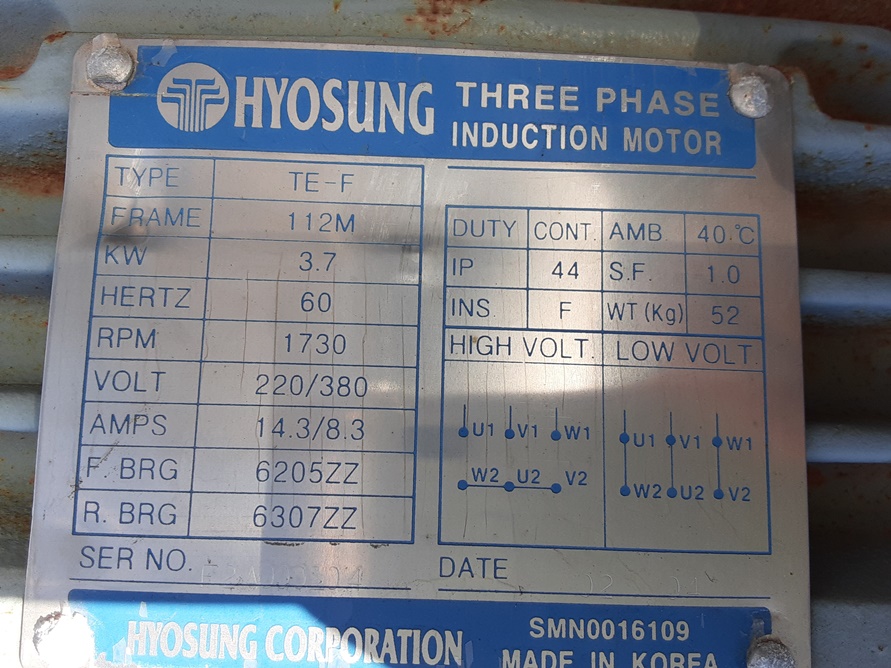 HYOSUNG THREE PHASE
INDUCTION MOTOR
TYPE TE-F
FRAME 112M
KW 3.7
HERTZ 60
RPM 1730
VOLT 220/380
AMPS 14.3/8.3
F. BRG 6205ZZ
R. BRG 6307ZZ
DUTY CONT. AMB 40.℃
IP 44 S.F. 1.0
INS. F WT (Kg) 52
HIGH VOLT. LOW VOLT.
U1 V1 W1 U1 V1 W1
W2 U2 V2 W2 U2 V2
SER NO. DATE
HYOSUNG CORPORATION
SMN0016109
MADE IN KOREA